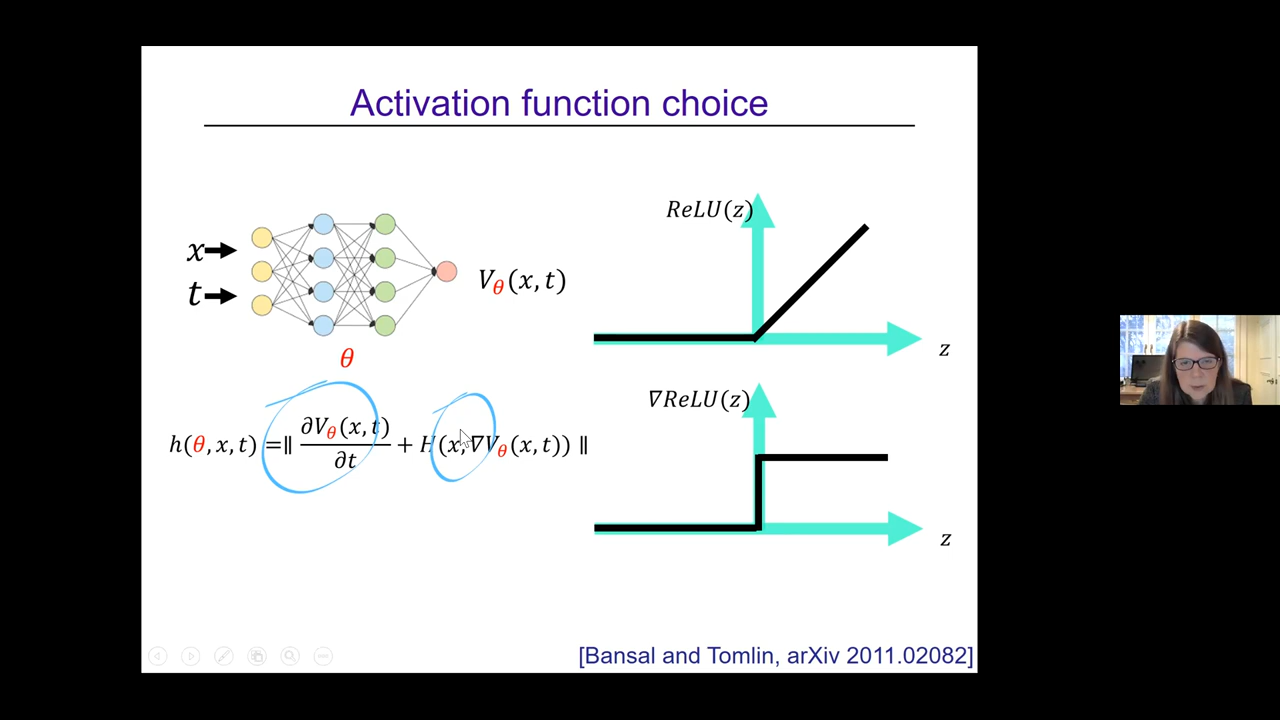 Activation function choice
x
t
V_θ(x, t)
θ
h(θ, x, t) = ‖ ∂V_θ(x, t)/∂t + H(x, ∇V_θ(x, t)) ‖
ReLU(z)
z
∇ReLU(z)
z
[Bansal and Tomlin, arXiv 2011.02082]